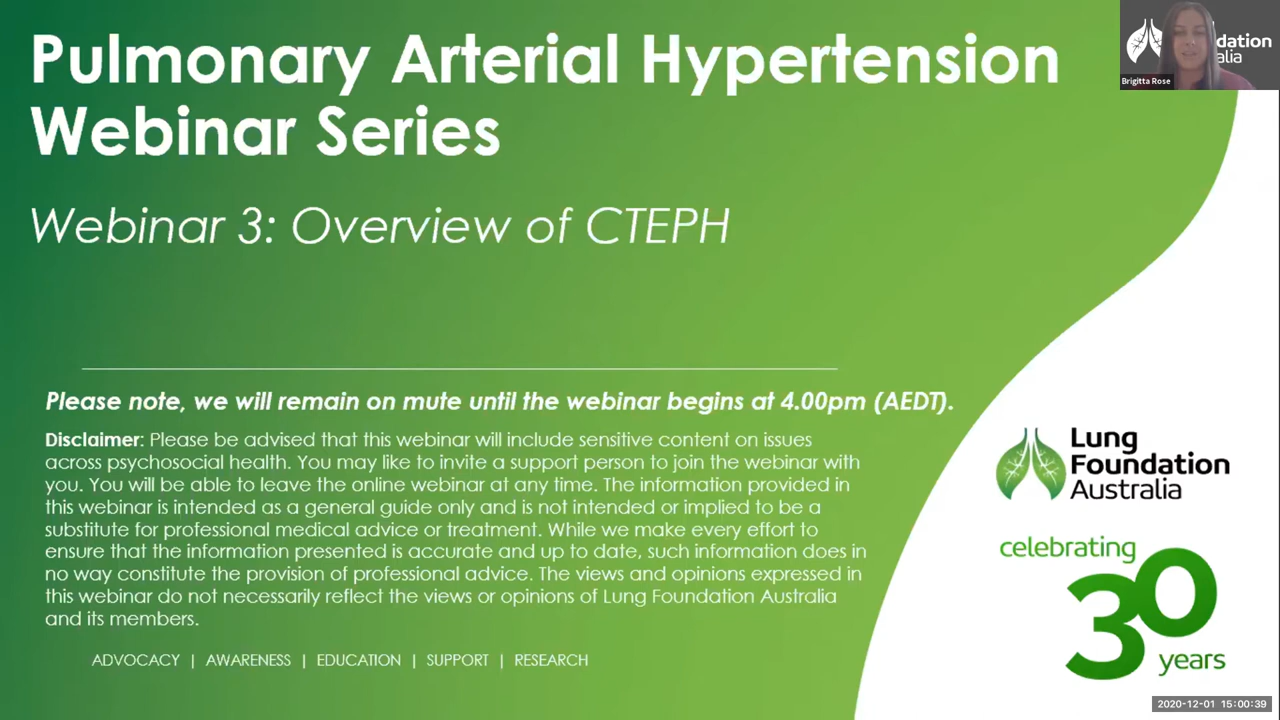 Pulmonary Arterial Hypertension
Webinar Series
Webinar 3: Overview of CTEPH
dation
alia
Brigitta Rose
Please note, we will remain on mute until the webinar begins at 4.00pm (AEDT).
Disclaimer: Please be advised that this webinar will include sensitive content on issues
across psychosocial health. You may like to invite a support person to join the webinar with
you. You will be able to leave the online webinar at any time. The information provided in
this webinar is intended as a general guide only and is not intended or implied to be a
substitute for professional medical advice or treatment. While we make every effort to
ensure that the information presented is accurate and up to date, such information does in
no way constitute the provision of professional advice. The views and opinions expressed in
this webinar do not necessarily reflect the views or opinions of Lung Foundation Australia
and its members.
ADVOCACY | AWARENESS | EDUCATION | SUPPORT | RESEARCH
Lung
Foundation
Australia
celebrating
30
years
2020-12-01 15:00:39